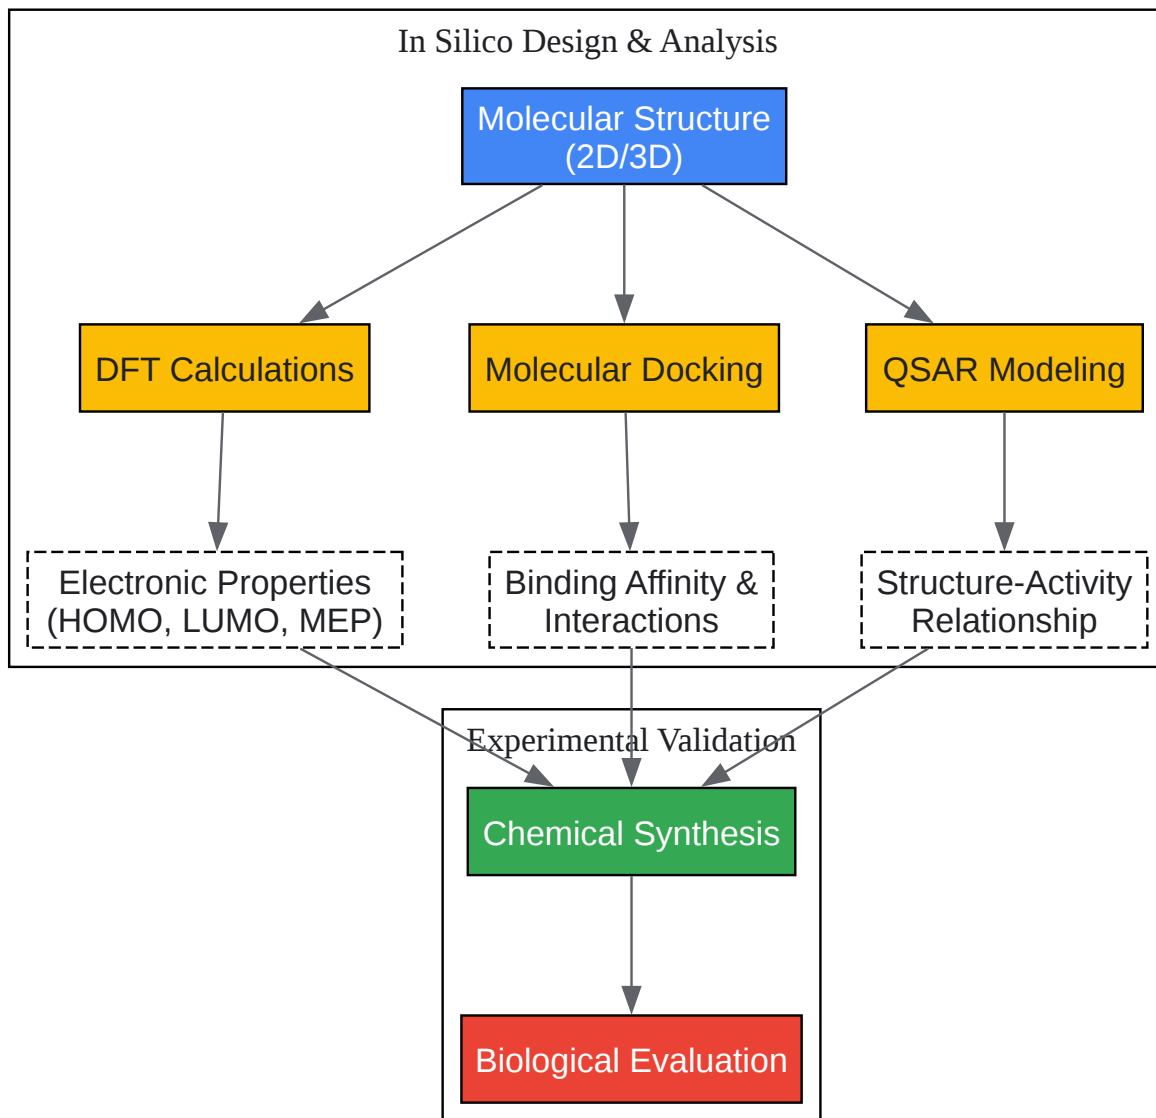 In Silico Design & Analysis
Molecular Structure
(2D/3D)
DFT Calculations
Molecular Docking
QSAR Modeling
Electronic Properties
(HOMO, LUMO, MEP)
Binding Affinity &
Interactions
Structure-Activity
Relationship
Experimental Validation
Chemical Synthesis
Biological Evaluation